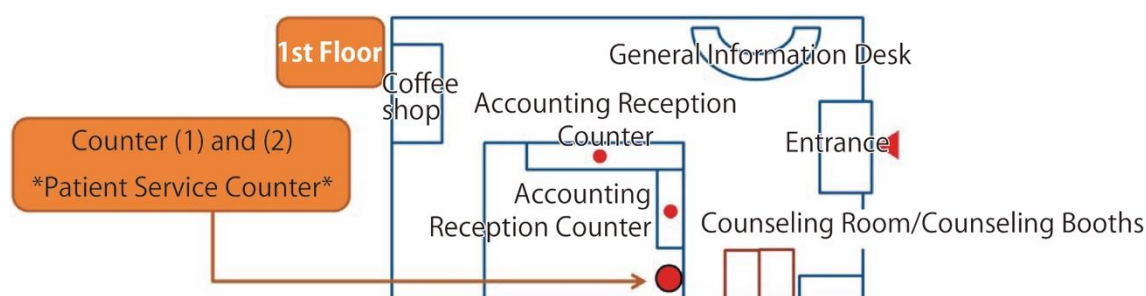 1st Floor
Coffee
shop
General Information Desk
Accounting Reception
Counter
Entrance
Counter (1) and (2)
*Patient Service Counter*
Accounting
Reception Counter
Counseling Room/Counseling Booths